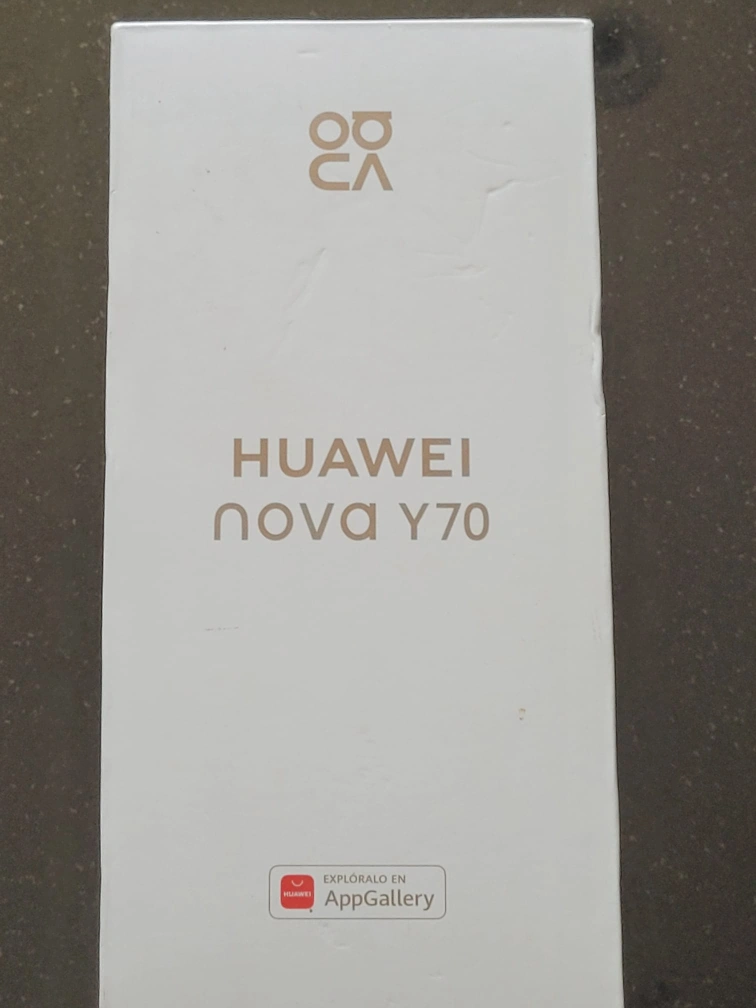 HUAWEI
nova Y70
EXPLÓRALO EN
HUAWEI
AppGallery